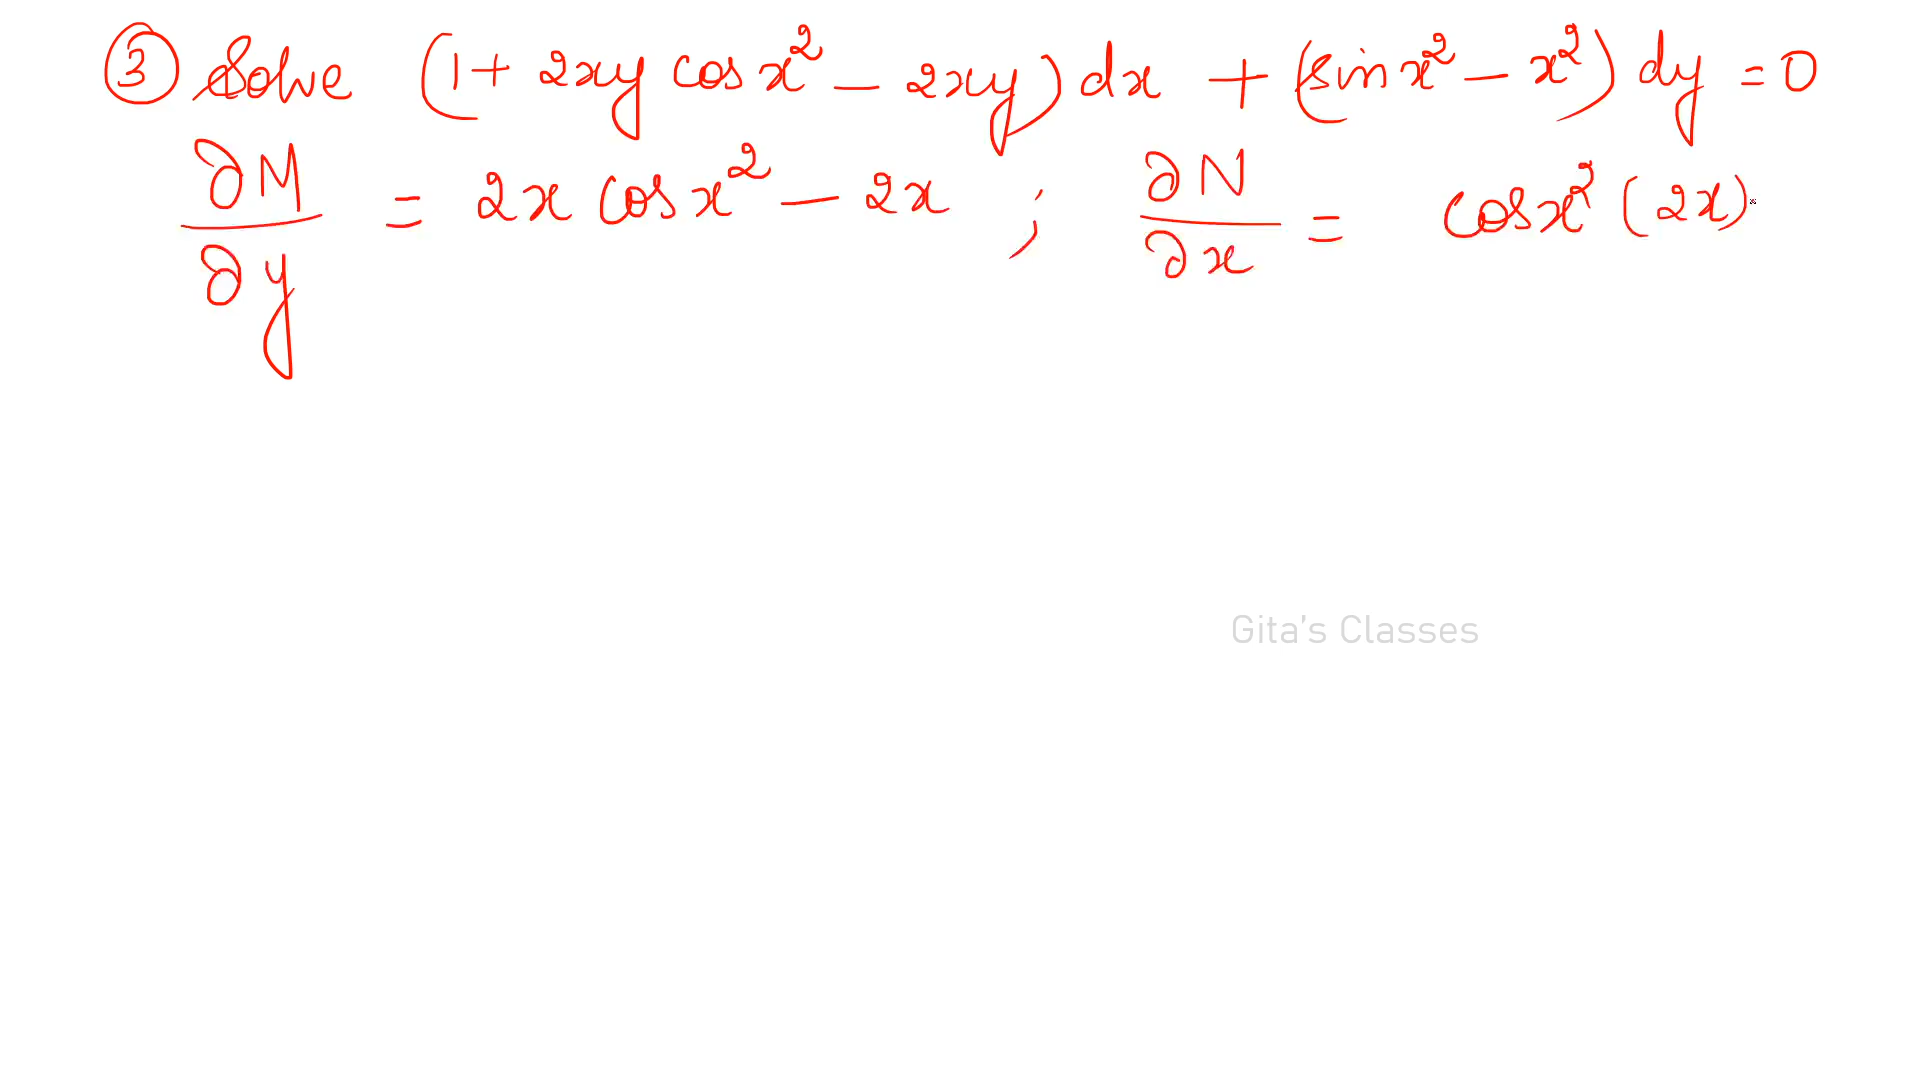 ③ Solve (1 + 2xy cos x² − 2xy) dx + (sin x² − x²) dy = 0
∂M/∂y = 2x cos x² − 2x ; ∂N/∂x = cos x² (2x)
Gita's Classes